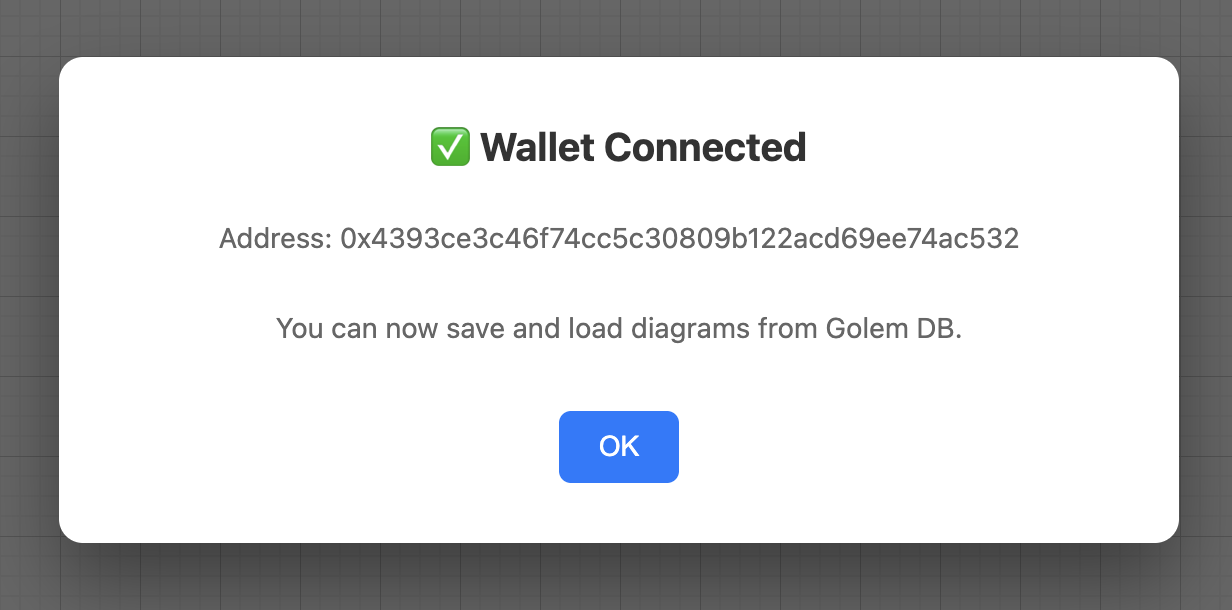 ✅ Wallet Connected
Address: 0x4393ce3c46f74cc5c30809b122acd69ee74ac532
You can now save and load diagrams from Golem DB.
OK